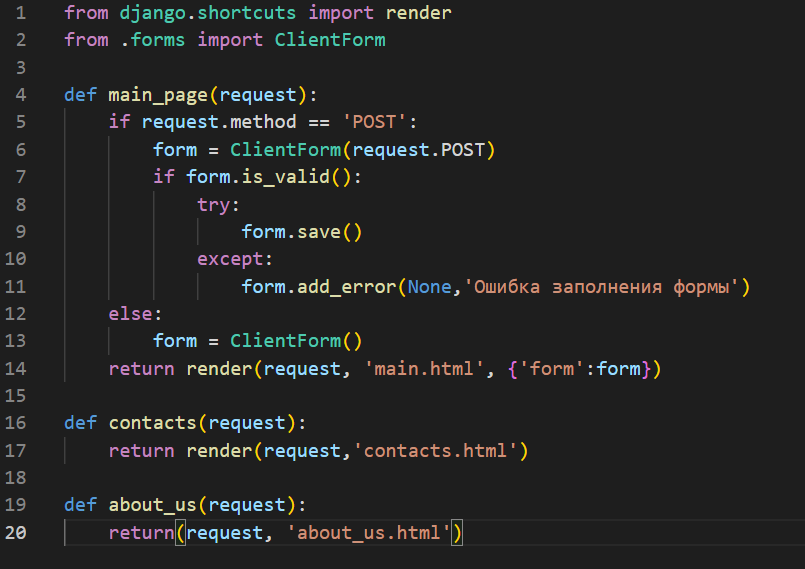 1 from django.shortcuts import render
2 from .forms import ClientForm
3
4 def main_page(request):
5     if request.method == 'POST':
6         form = ClientForm(request.POST)
7         if form.is_valid():
8             try:
9                 form.save()
10             except:
11                 form.add_error(None,'Ошибка заполнения формы')
12     else:
13         form = ClientForm()
14     return render(request, 'main.html', {'form':form})
15
16 def contacts(request):
17     return render(request,'contacts.html')
18
19 def about_us(request):
20     return(request, 'about_us.html')